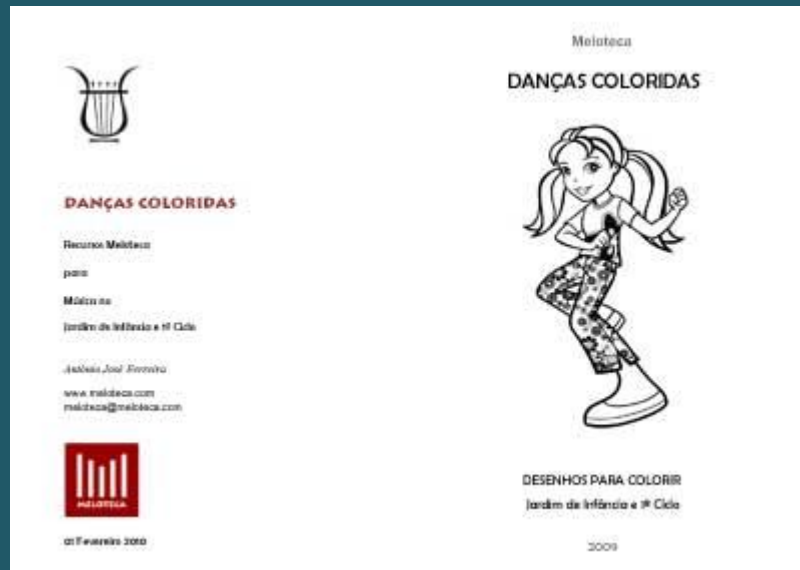 DANÇAS COLORIDAS
Recursos Meloteca
para
Música no
Jardim de Infância e 1º Ciclo
António José Ferreira
www.meloteca.com
meloteca@meloteca.com
MELOTECA
01 Fevereiro 2010
Meloteca
DANÇAS COLORIDAS
DESENHOS PARA COLORIR
Jardim de Infância e 1º Ciclo
2009